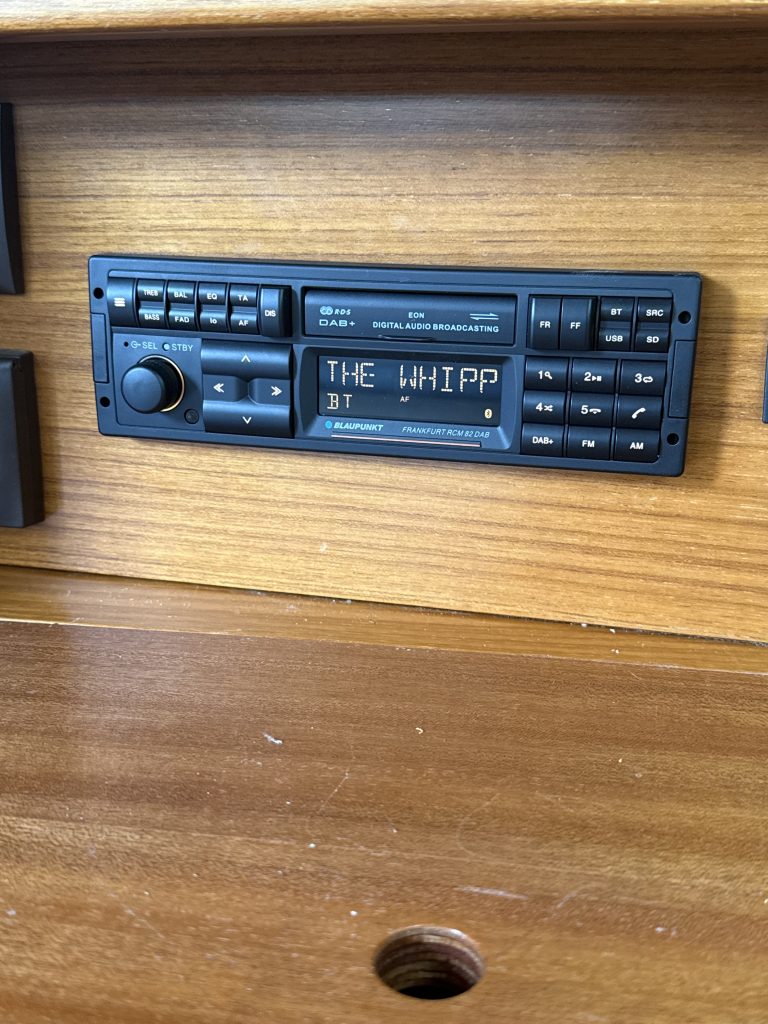 TREB BAL EQ TA
BASS FAD lo AF
DIS
R·D·S
DAB+
EON
DIGITAL AUDIO BROADCASTING
FR FF
BT SRC
USB SD
SEL STBY
THE WHIPP
BT AF
BLAUPUNKT FRANKFURT RCM 82 DAB
1 2 3
4 5
DAB+ FM AM